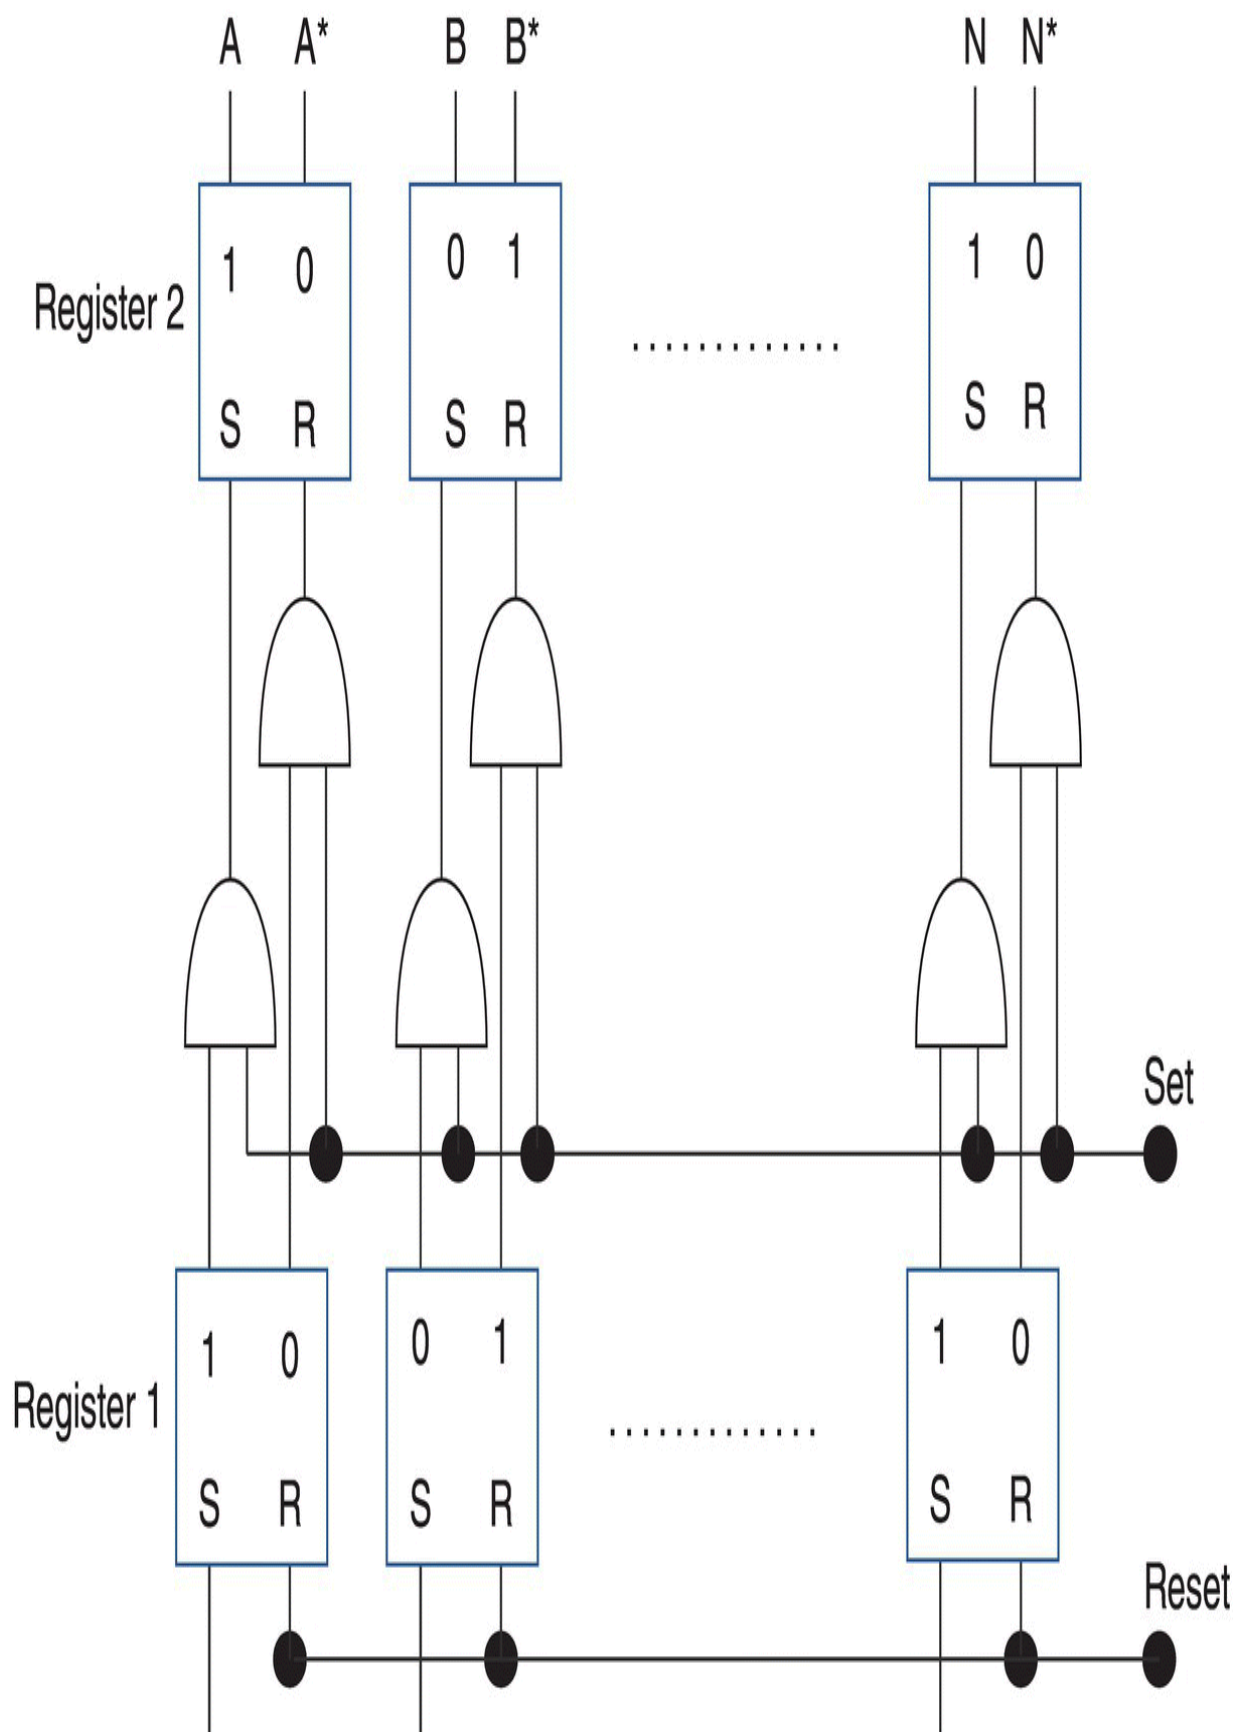 A A* B B* N N*
1 0 0 1 1 0
Register 2
.............
S R S R S R
Set
1 0 0 1 1 0
Register 1
.............
S R S R S R
Reset